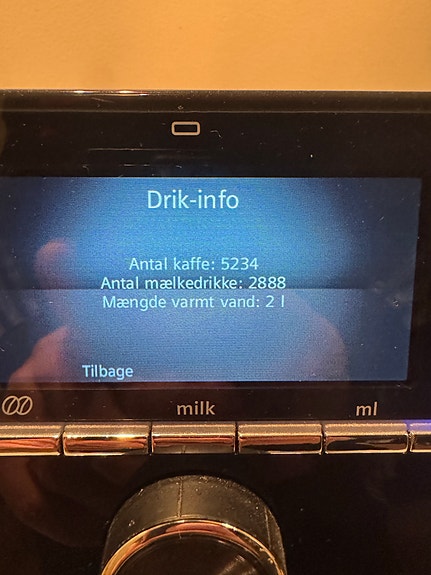 Drik-info
Antal kaffe: 5234
Antal mælkedrikke: 2888
Mængde varmt vand: 2 l
Tilbage
milk
ml